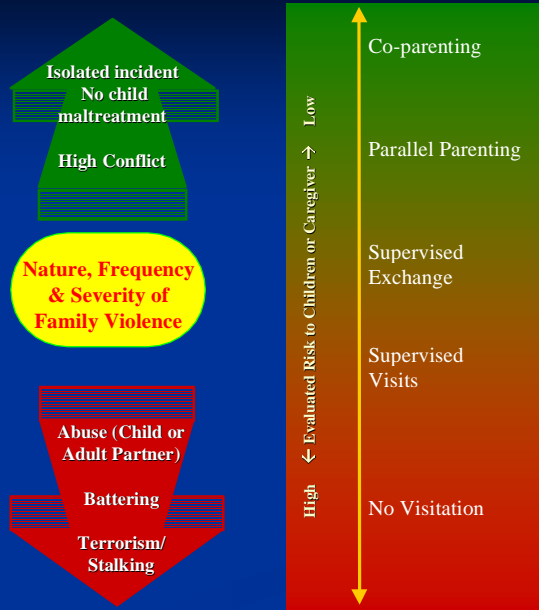 Isolated incident
No child
maltreatment
High Conflict
Nature, Frequency
& Severity of
Family Violence
Abuse (Child or
Adult Partner)
Battering
Terrorism/
Stalking
High ← Evaluated Risk to Children or Caregiver → Low
Co-parenting
Parallel Parenting
Supervised
Exchange
Supervised
Visits
No Visitation